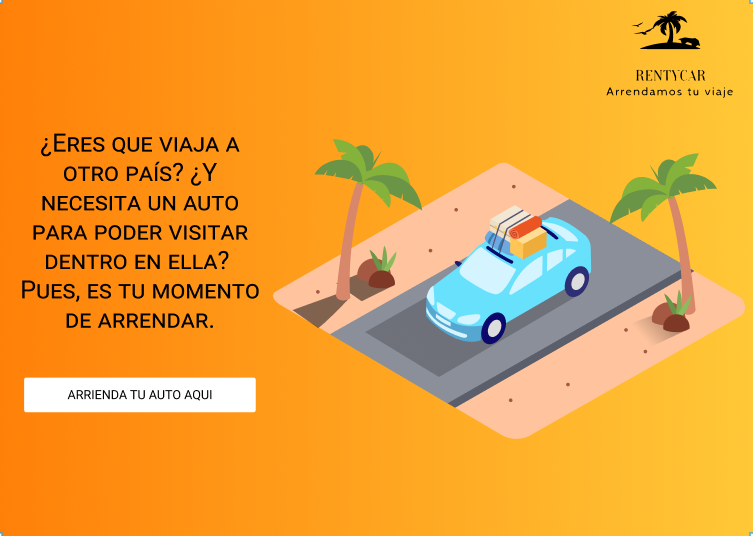 RENTYCAR
Arrendamos tu viaje
¿Eres que viaja a
otro país? ¿Y
necesita un auto
para poder visitar
dentro en ella?
Pues, es tu momento
de arrendar.
ARRIENDA TU AUTO AQUI